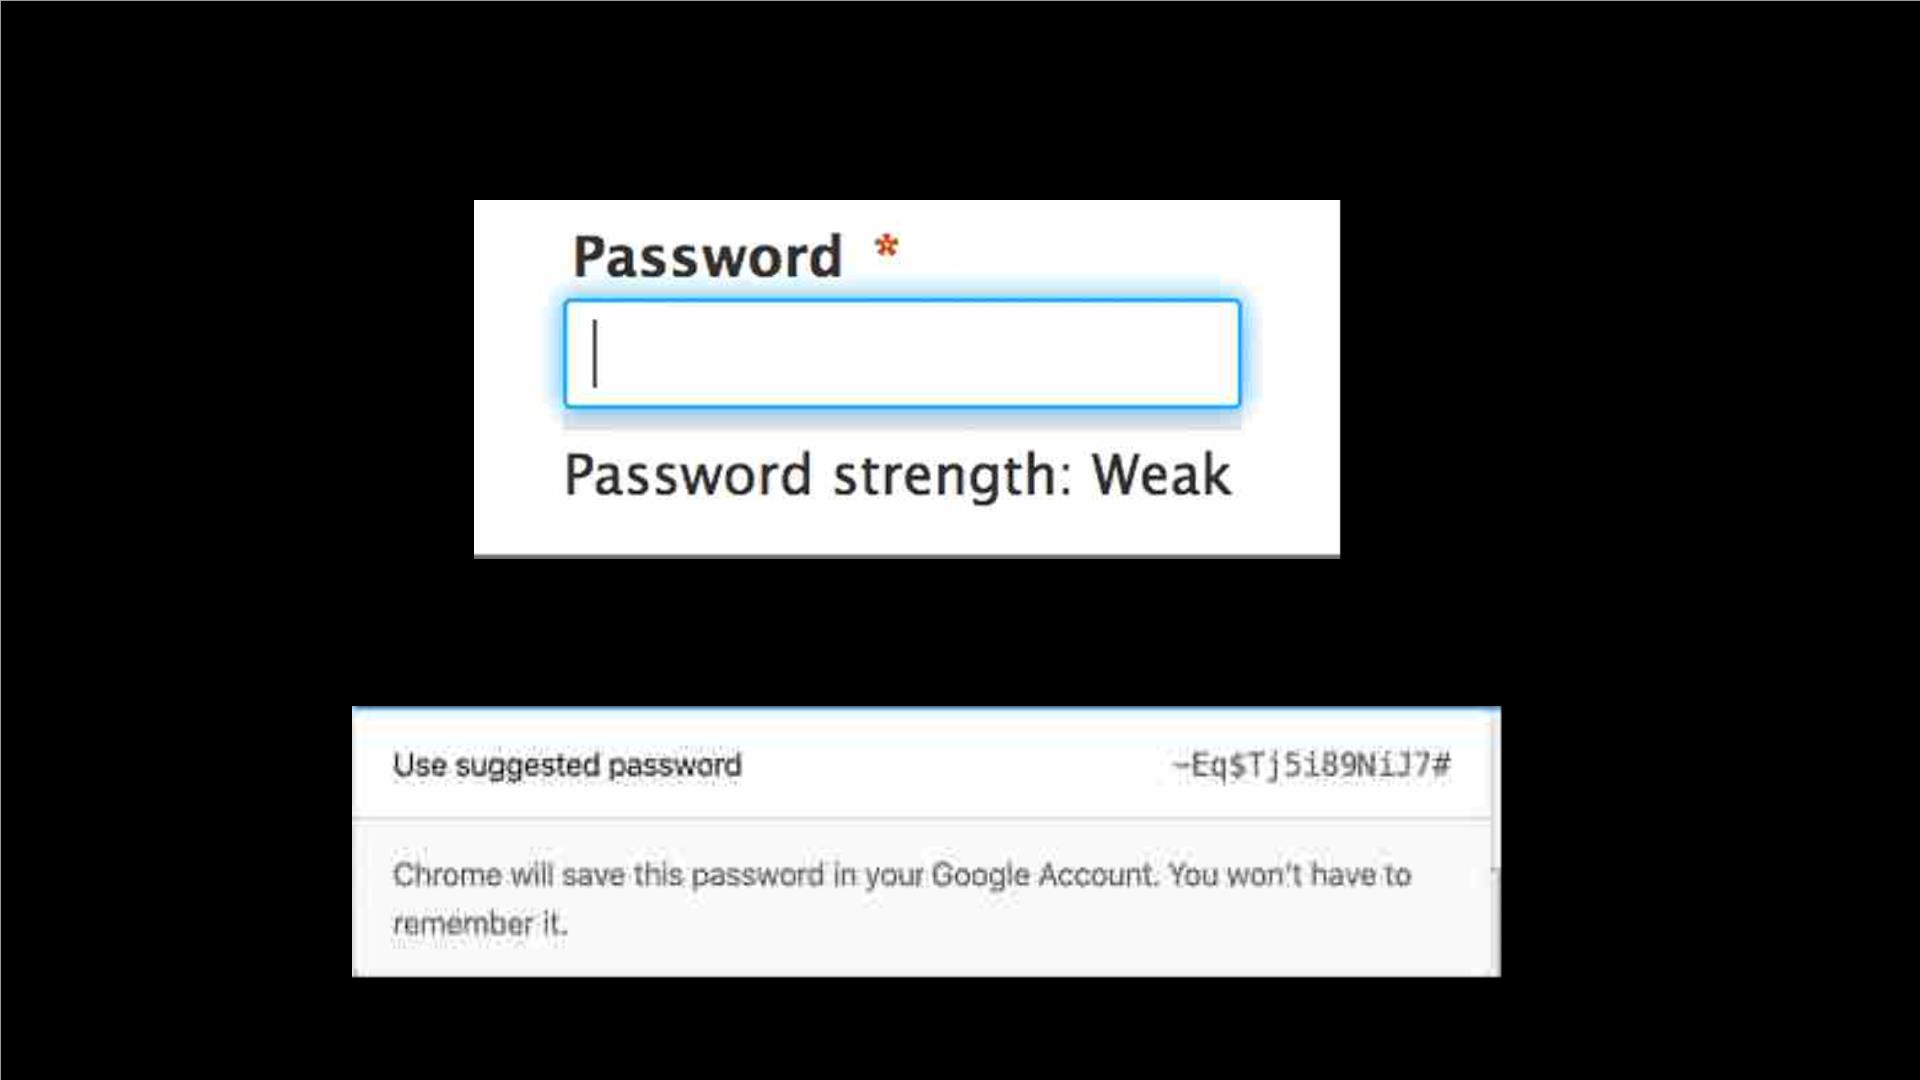 Password *
Password strength: Weak
Use suggested password ~Eq$Tj5i89NiJ7#
Chrome will save this password in your Google Account. You won't have to
remember it.